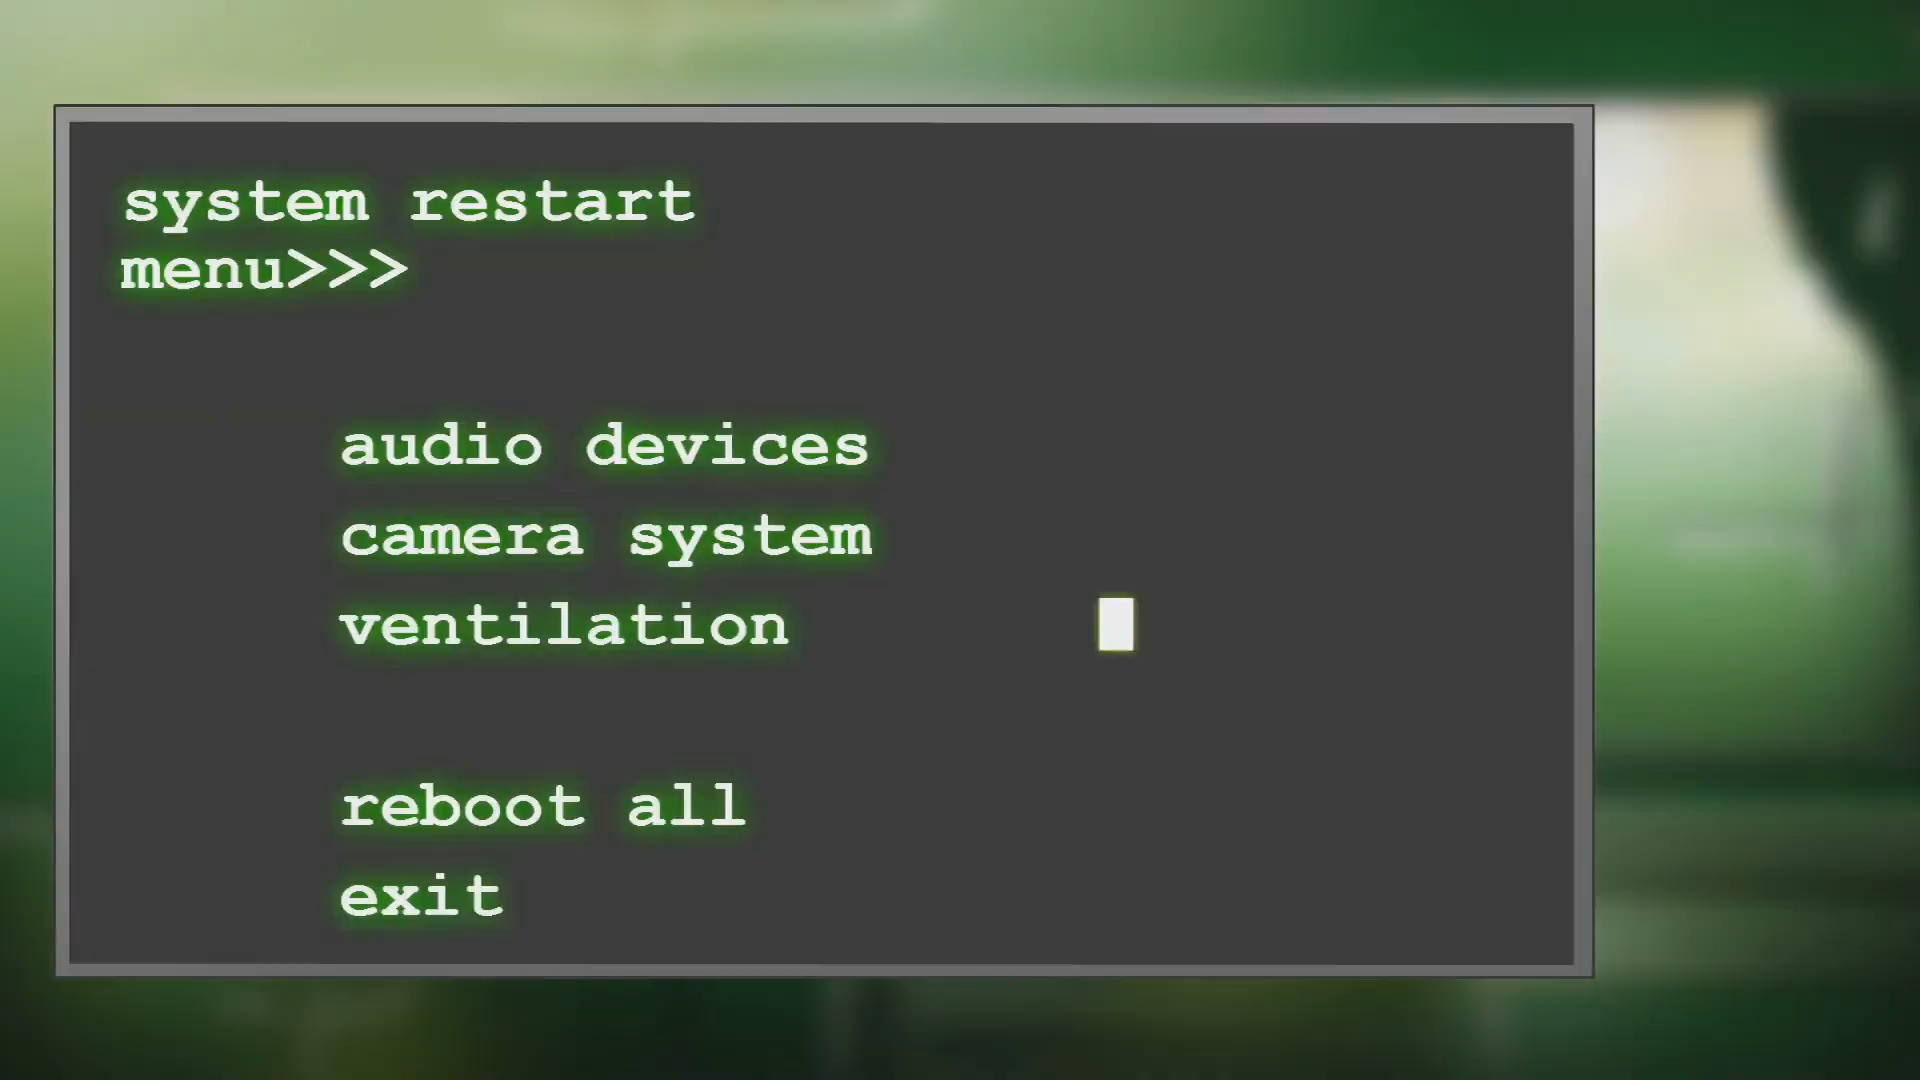 system restart
menu>>>
audio devices
camera system
ventilation
reboot all
exit